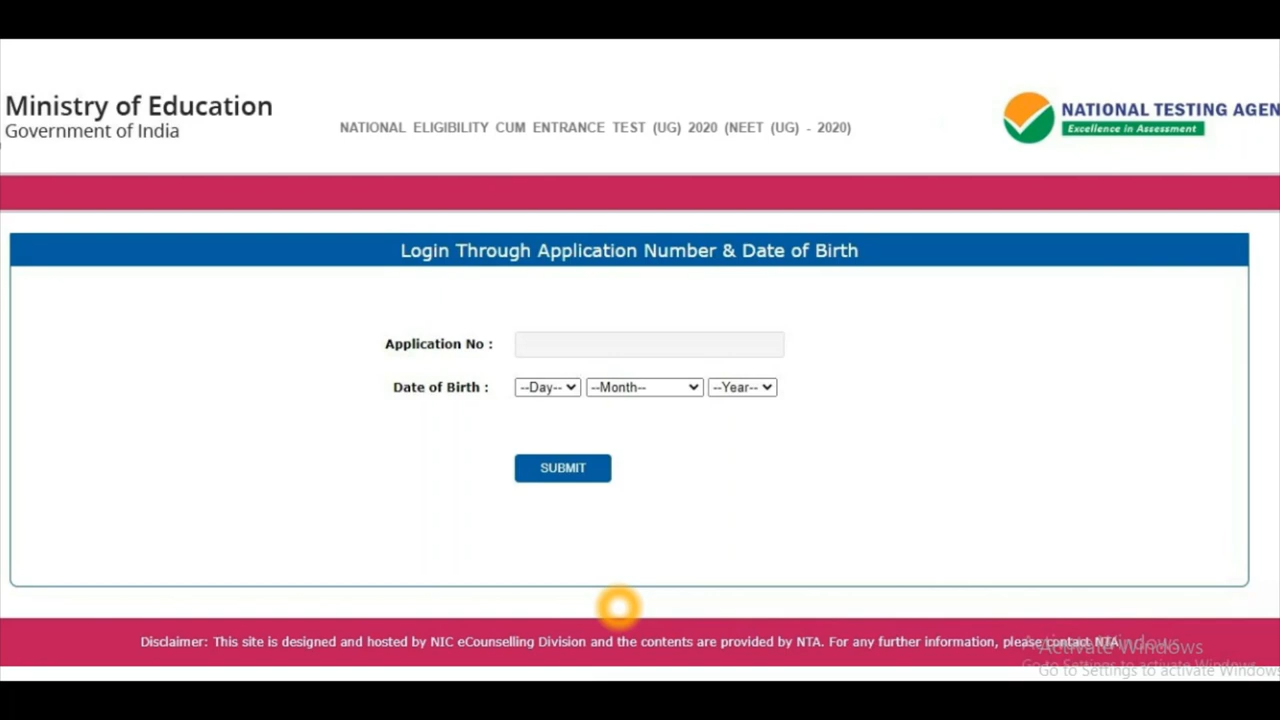 Ministry of Education
Government of India
NATIONAL ELIGIBILITY CUM ENTRANCE TEST (UG) 2020 (NEET (UG) - 2020)
NATIONAL TESTING AGEN
Excellence in Assessment
Login Through Application Number & Date of Birth
Application No :
Date of Birth : --Day-- --Month-- --Year--
SUBMIT
Disclaimer: This site is designed and hosted by NIC eCounselling Division and the contents are provided by NTA. For any further information, please contact NTA
Activate Windows
Go to Settings to activate Windows